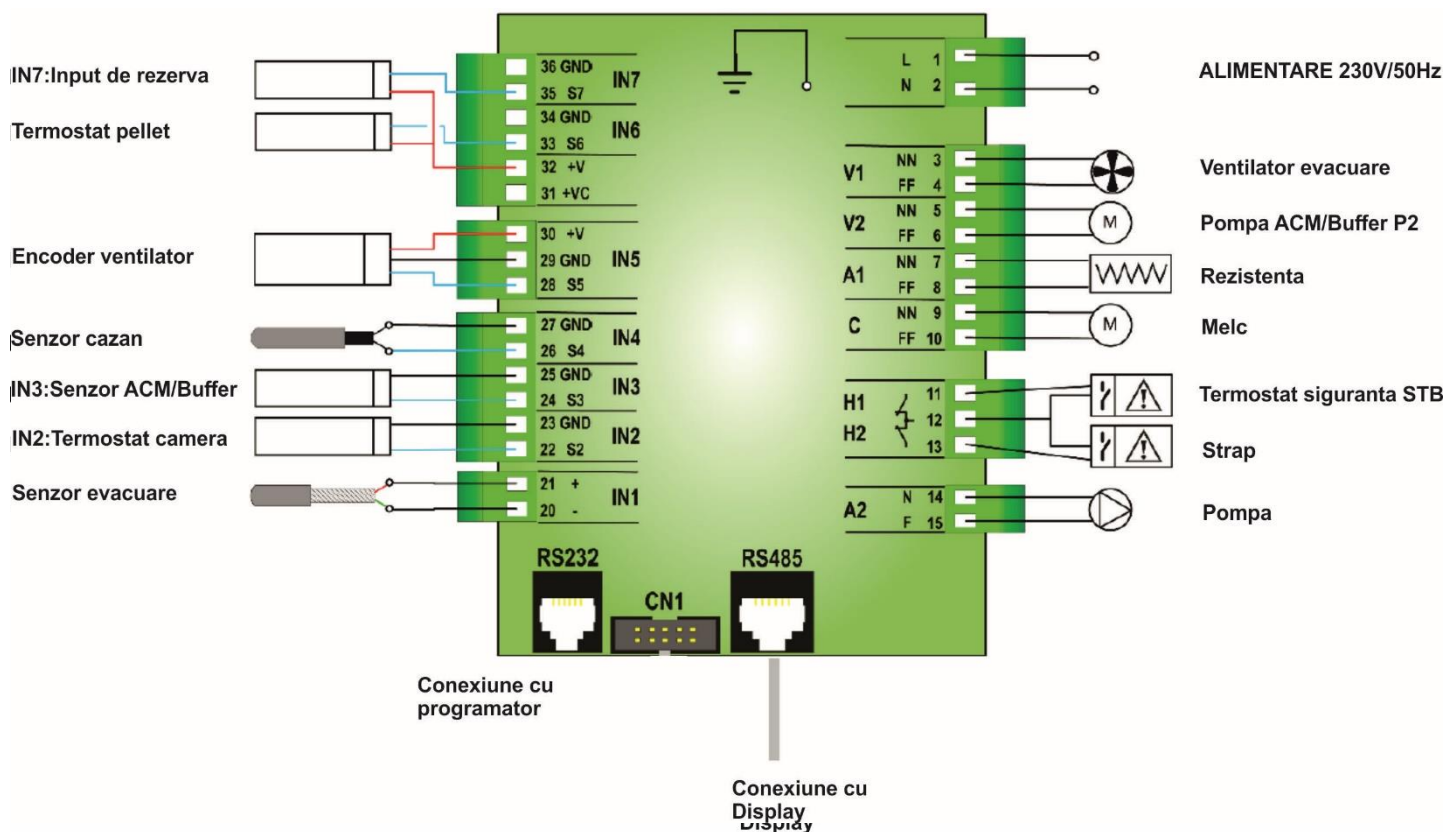 IN7:Input de rezerva
Termostat pellet
Encoder ventilator
Senzor cazan
IN3:Senzor ACM/Buffer
IN2:Termostat camera
Senzor evacuare
36 GND
35 S7
IN7
34 GND
33 S6
IN6
32 +V
31 +VC
30 +V
29 GND
28 S5
IN5
27 GND
26 S4
IN4
25 GND
24 S3
IN3
23 GND
22 S2
IN2
21 +
20 -
IN1
L 1
N 2
V1
NN 3
FF 4
V2
NN 5
FF 6
A1
NN 7
FF 8
C
NN 9
FF 10
H1
H2
11
12
13
A2
N 14
F 15
ALIMENTARE 230V/50Hz
Ventilator evacuare
M
Pompa ACM/Buffer P2
Rezistenta
M
Melc
Termostat siguranta STB
Strap
Pompa
RS232
CN1
RS485
Conexiune cu
programator
Conexiune cu
Display
Display